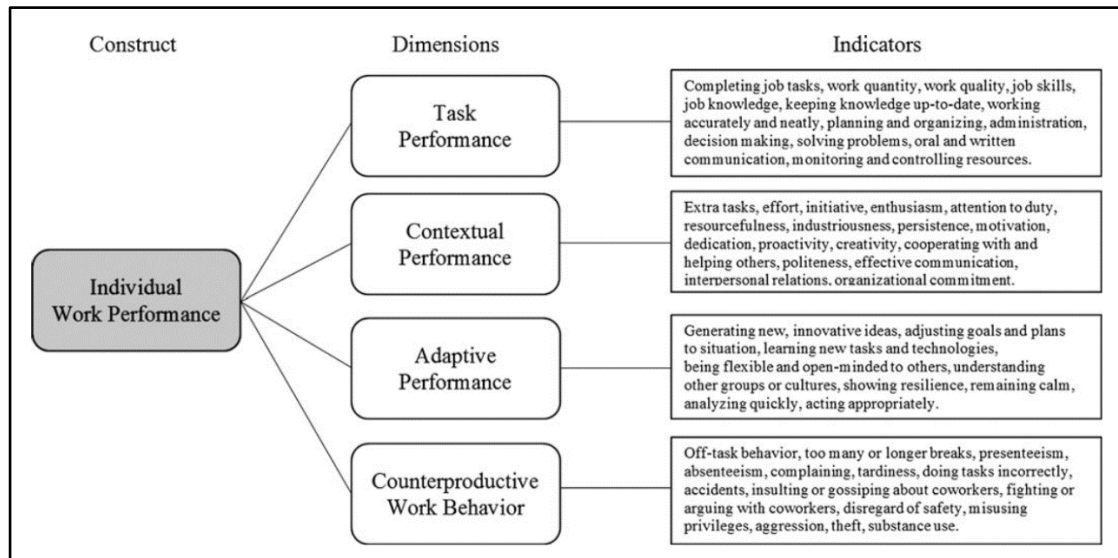 Construct
Dimensions
Indicators
Task
Performance
Completing job tasks, work quantity, work quality, job skills,
job knowledge, keeping knowledge up-to-date, working
accurately and neatly, planning and organizing, administration,
decision making, solving problems, oral and written
communication, monitoring and controlling resources.
Contextual
Performance
Extra tasks, effort, initiative, enthusiasm, attention to duty,
resourcefulness, industriousness, persistence, motivation,
dedication, proactivity, creativity, cooperating with and
helping others, politeness, effective communication,
interpersonal relations, organizational commitment.
Individual
Work Performance
Adaptive
Performance
Generating new, innovative ideas, adjusting goals and plans
to situation, learning new tasks and technologies,
being flexible and open-minded to others, understanding
other groups or cultures, showing resilience, remaining calm,
analyzing quickly, acting appropriately.
Counterproductive
Work Behavior
Off-task behavior, too many or longer breaks, presenteeism,
absenteeism, complaining, tardiness, doing tasks incorrectly,
accidents, insulting or gossiping about coworkers, fighting or
arguing with coworkers, disregard of safety, misusing
privileges, aggression, theft, substance use.